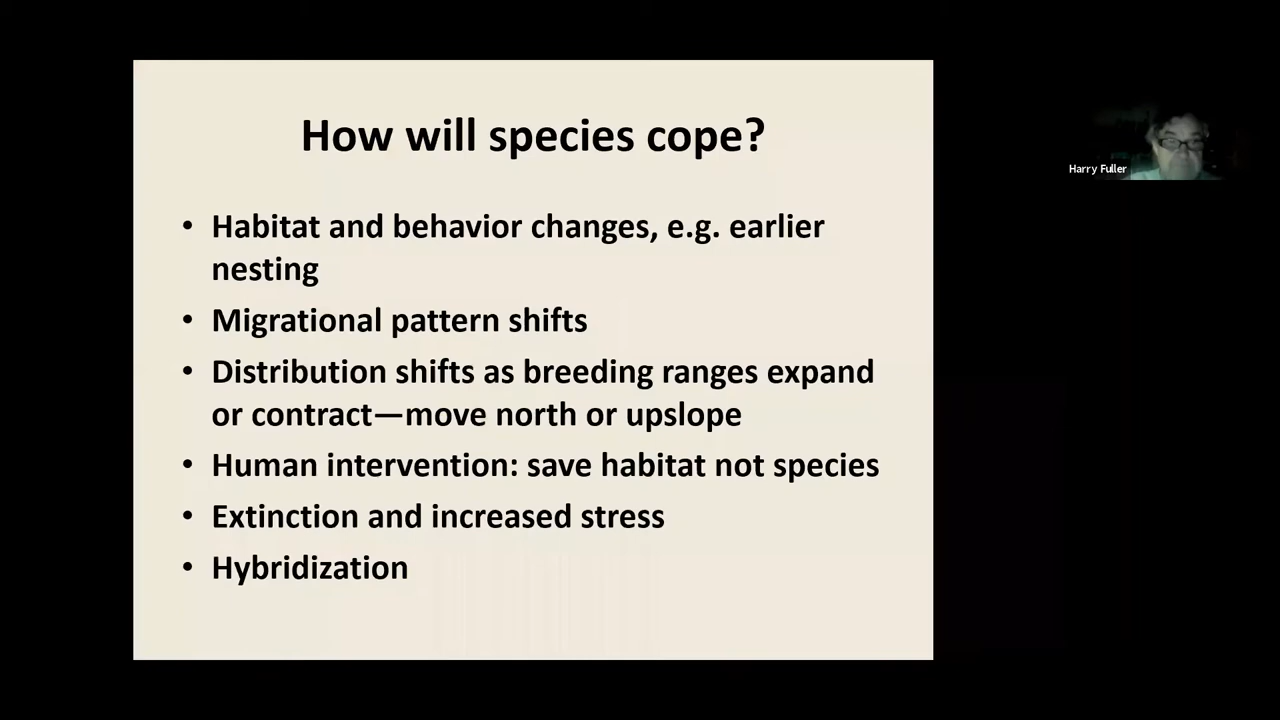 How will species cope?
• Habitat and behavior changes, e.g. earlier
nesting
• Migrational pattern shifts
• Distribution shifts as breeding ranges expand
or contract—move north or upslope
• Human intervention: save habitat not species
• Extinction and increased stress
• Hybridization
Harry Fuller